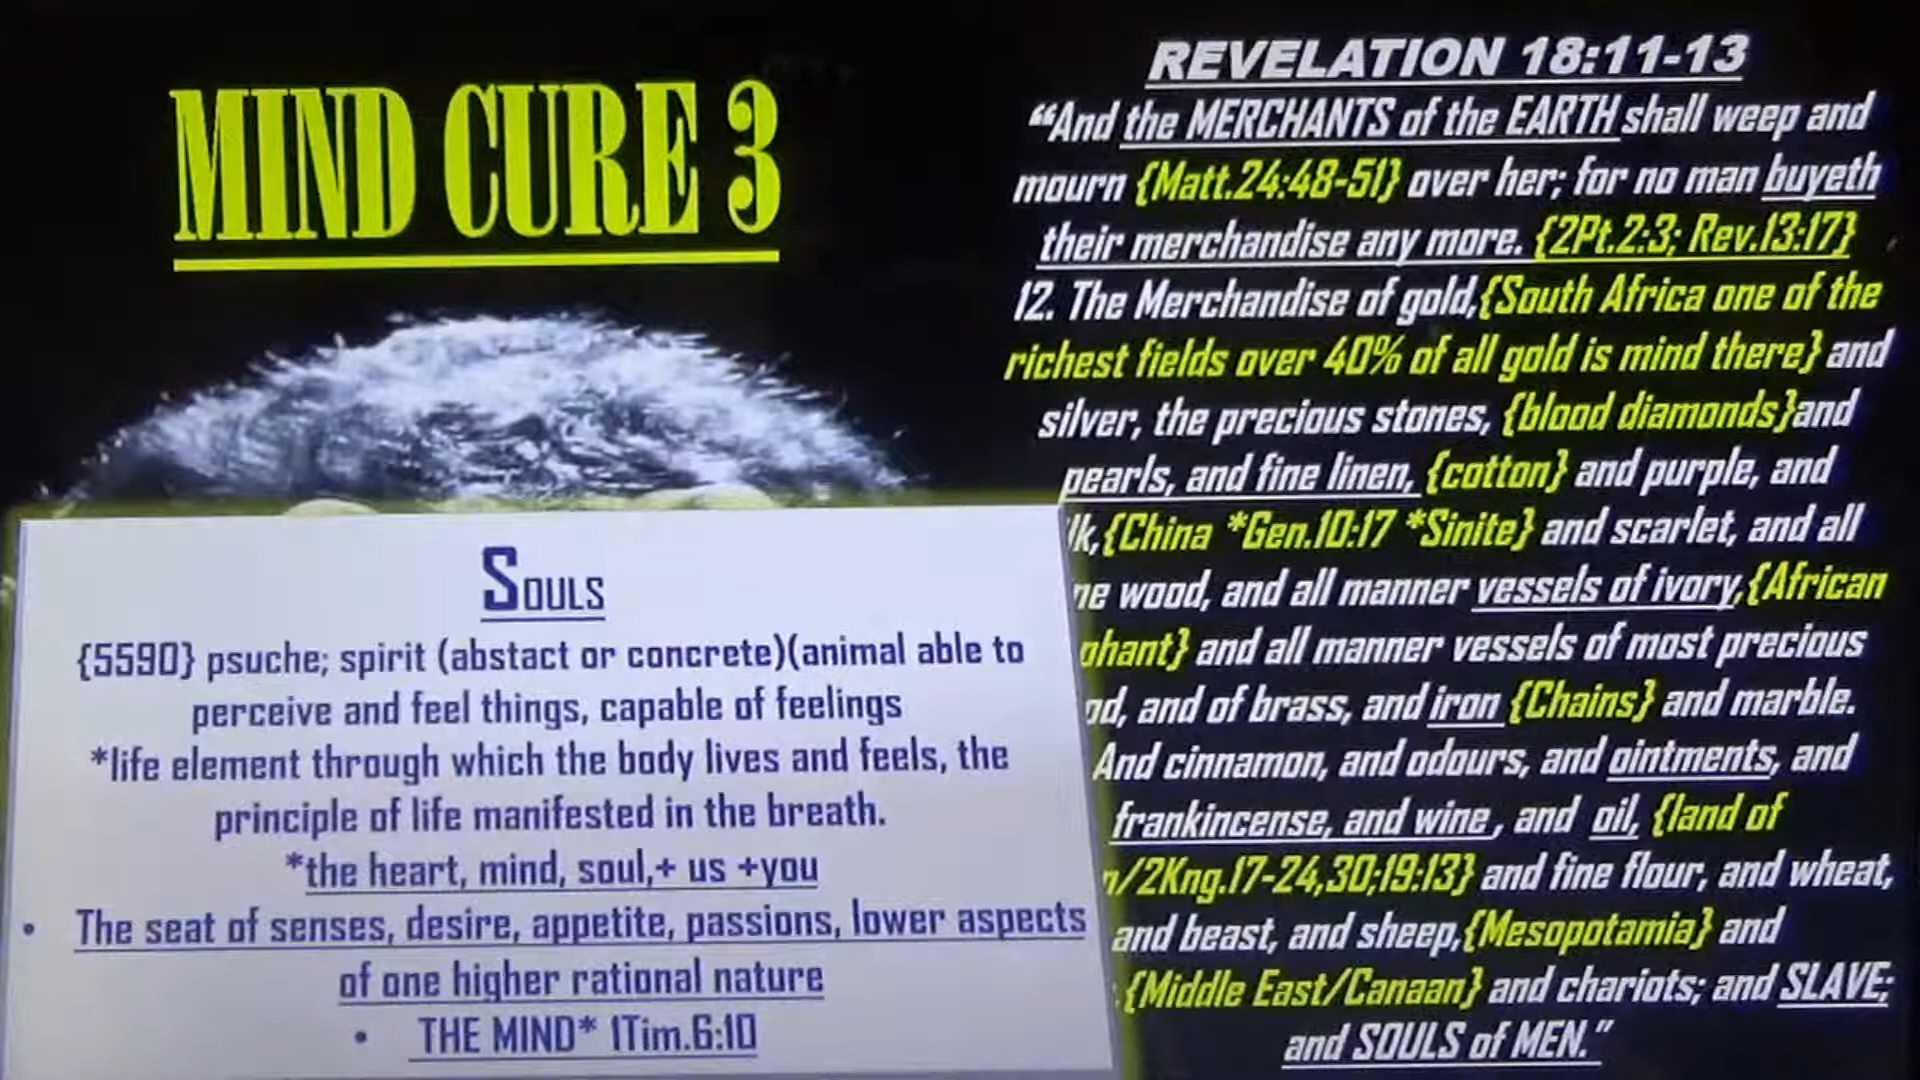 MIND CURE 3
SOULS
{5590} psuche; spirit (abstact or concrete)(animal able to
perceive and feel things, capable of feelings
*life element through which the body lives and feels, the
principle of life manifested in the breath.
*the heart, mind, soul,+ us +you
• The seat of senses, desire, appetite, passions, lower aspects
of one higher rational nature
• THE MIND* 1Tim.6:10
REVELATION 18:11-13
“And the MERCHANTS of the EARTH shall weep and
mourn {Matt.24:48-51} over her; for no man buyeth
their merchandise any more. {2Pt.2:3; Rev.13:17}
12. The Merchandise of gold,{South Africa one of the
richest fields over 40% of all gold is mind there} and
silver, the precious stones, {blood diamonds}and
pearls, and fine linen, {cotton} and purple, and
lk,{China *Gen.10:17 *Sinite} and scarlet, and all
ne wood, and all manner vessels of ivory,{African
phant} and all manner vessels of most precious
od, and of brass, and iron {Chains} and marble.
And cinnamon, and odours, and ointments, and
frankincense, and wine, and oil, {land of
n/2Kng.17-24,30;19:13} and fine flour, and wheat,
and beast, and sheep,{Mesopotamia} and
{Middle East/Canaan} and chariots; and SLAVE;
and SOULS of MEN.”